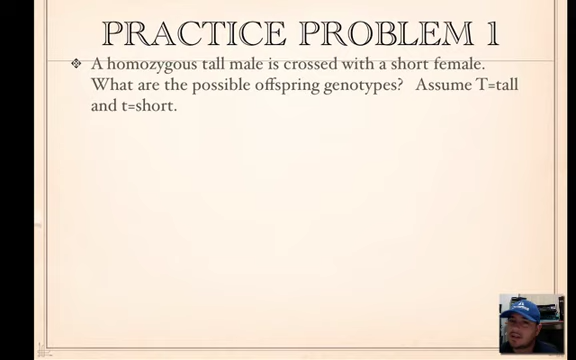 PRACTICE PROBLEM 1
❖ A homozygous tall male is crossed with a short female.
What are the possible offspring genotypes?   Assume T=tall
and t=short.